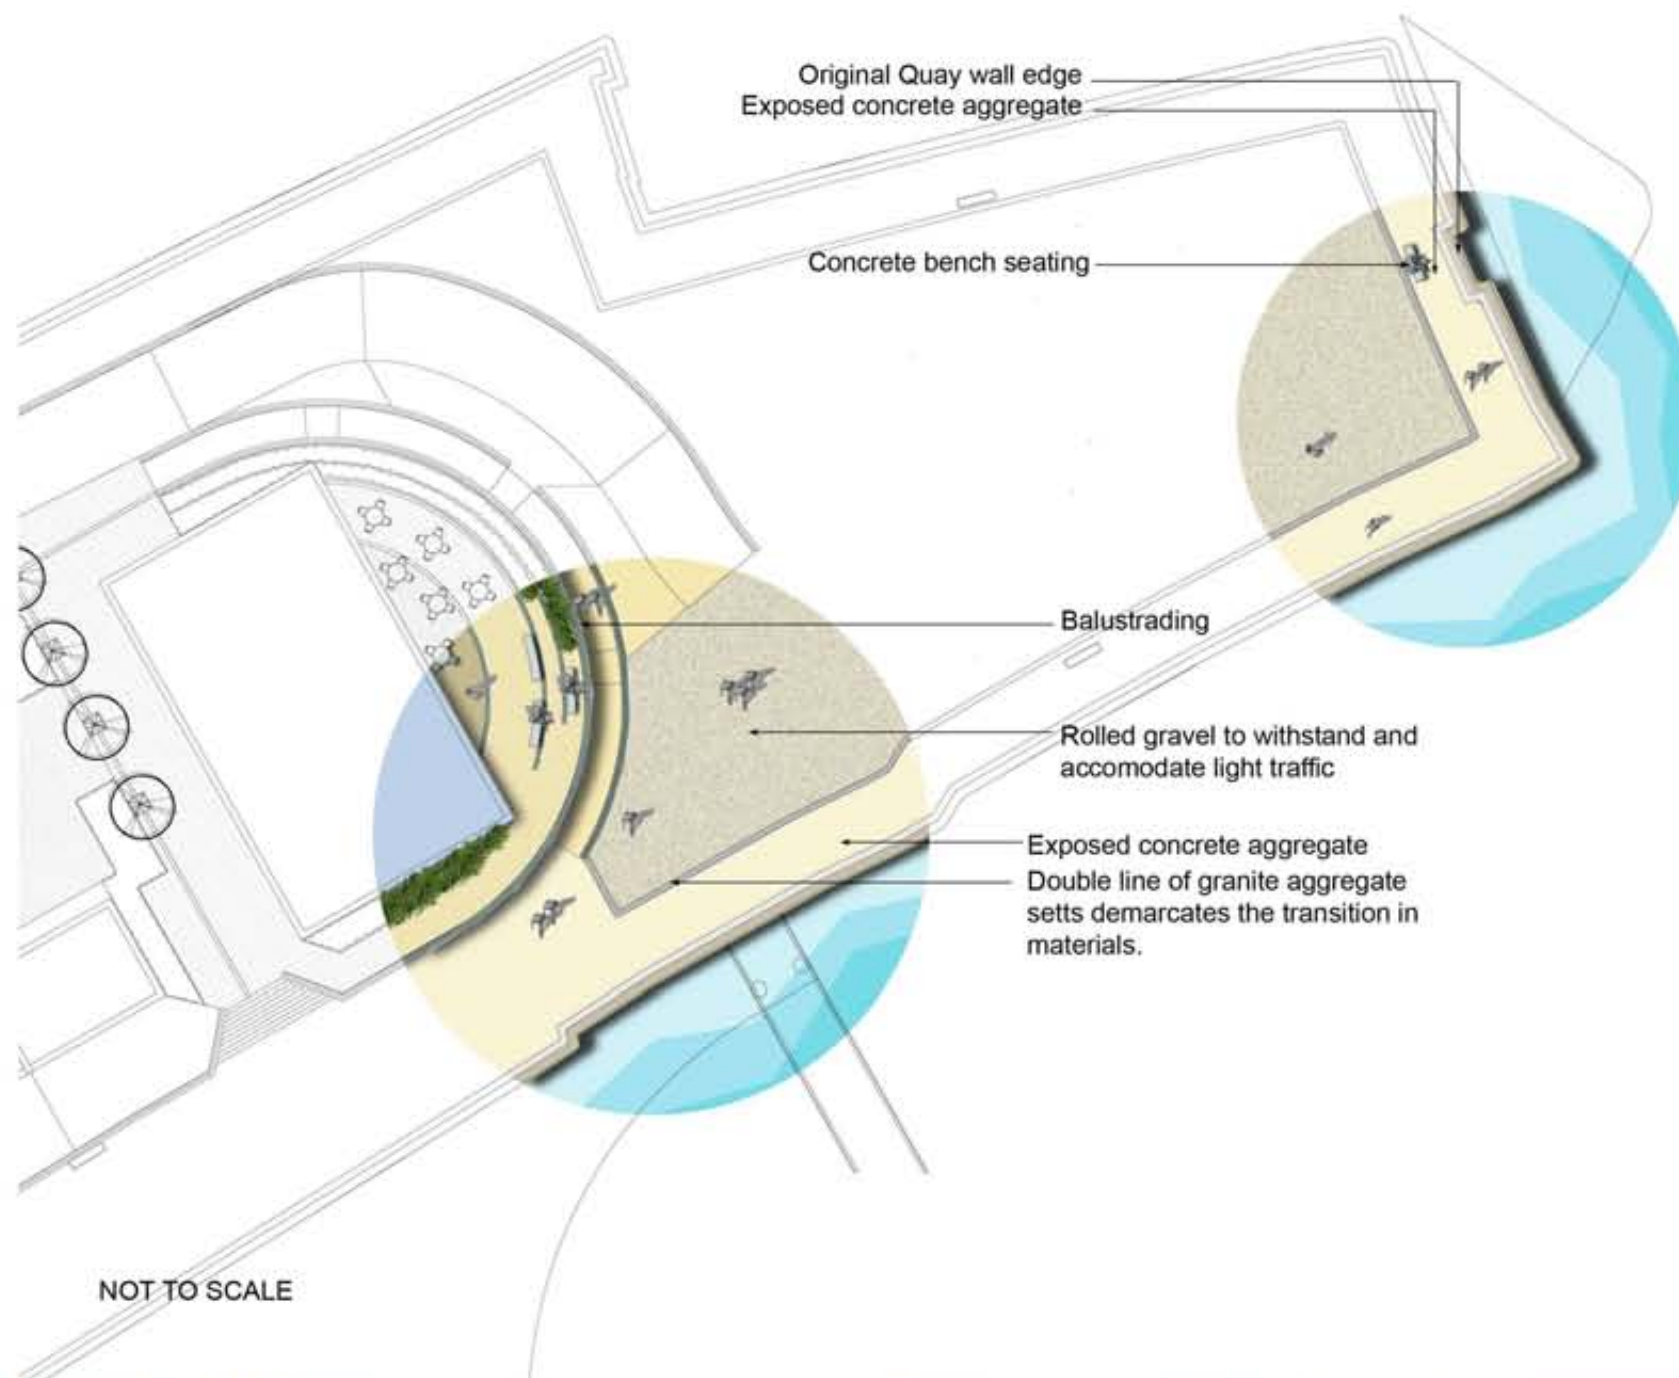 Original Quay wall edge
Exposed concrete aggregate
Concrete bench seating
Balustrading
Rolled gravel to withstand and
accomodate light traffic
Exposed concrete aggregate
Double line of granite aggregate
setts demarcates the transition in
materials.
NOT TO SCALE